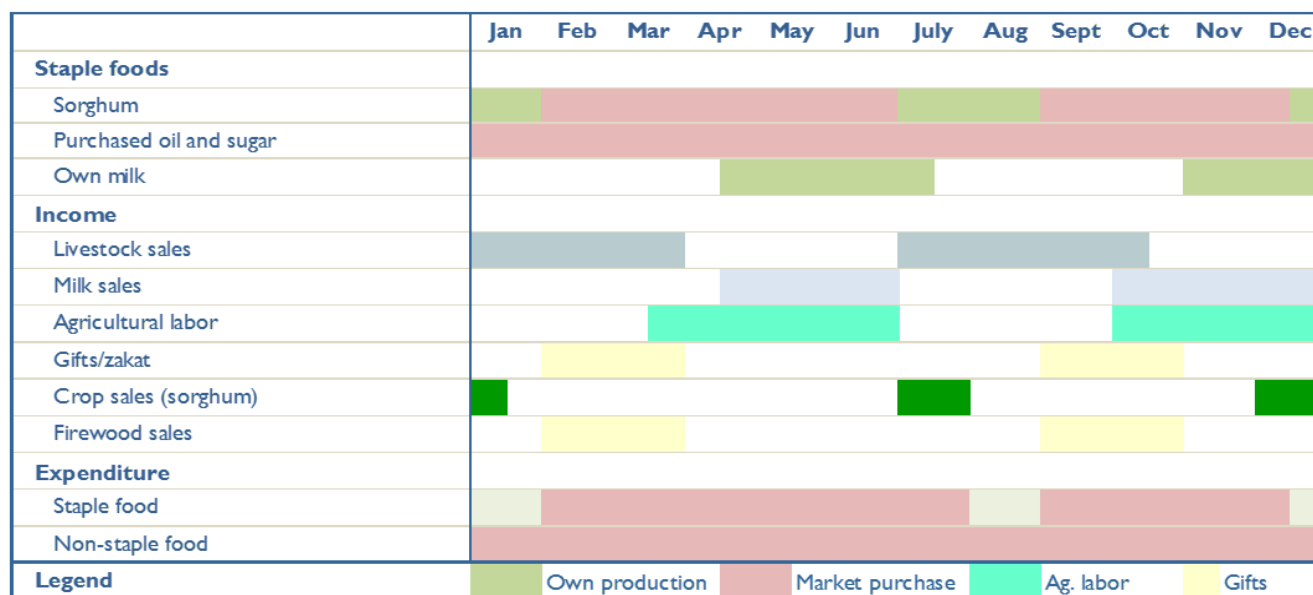 Jan Feb Mar Apr May Jun July Aug Sept Oct Nov Dec
Staple foods
Sorghum
Purchased oil and sugar
Own milk
Income
Livestock sales
Milk sales
Agricultural labor
Gifts/zakat
Crop sales (sorghum)
Firewood sales
Expenditure
Staple food
Non-staple food
Legend Own production Market purchase Ag. labor Gifts